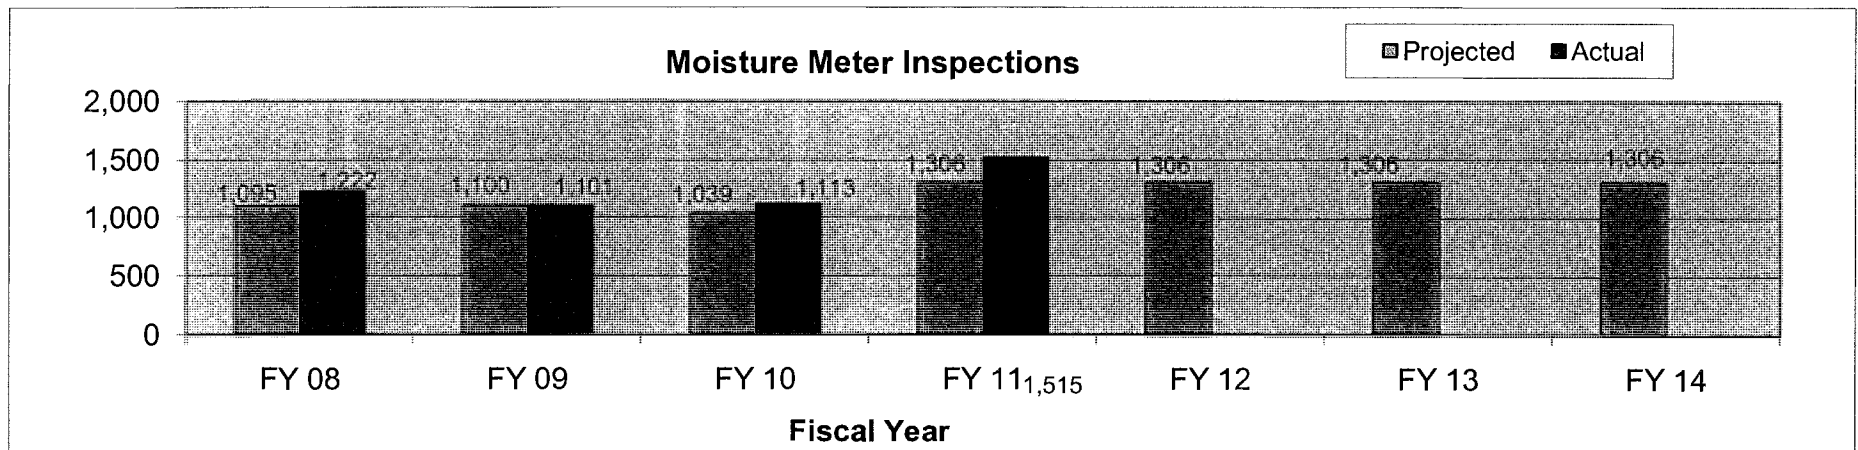 Moisture Meter Inspections
Projected Actual
2,000
1,500
1,000
500
0
1,095 1,222 1,100 1,101 1,039 1,113 1,306 1,306 1,306 1,306
FY 08 FY 09 FY 10 FY 11 1,515 FY 12 FY 13 FY 14
Fiscal Year